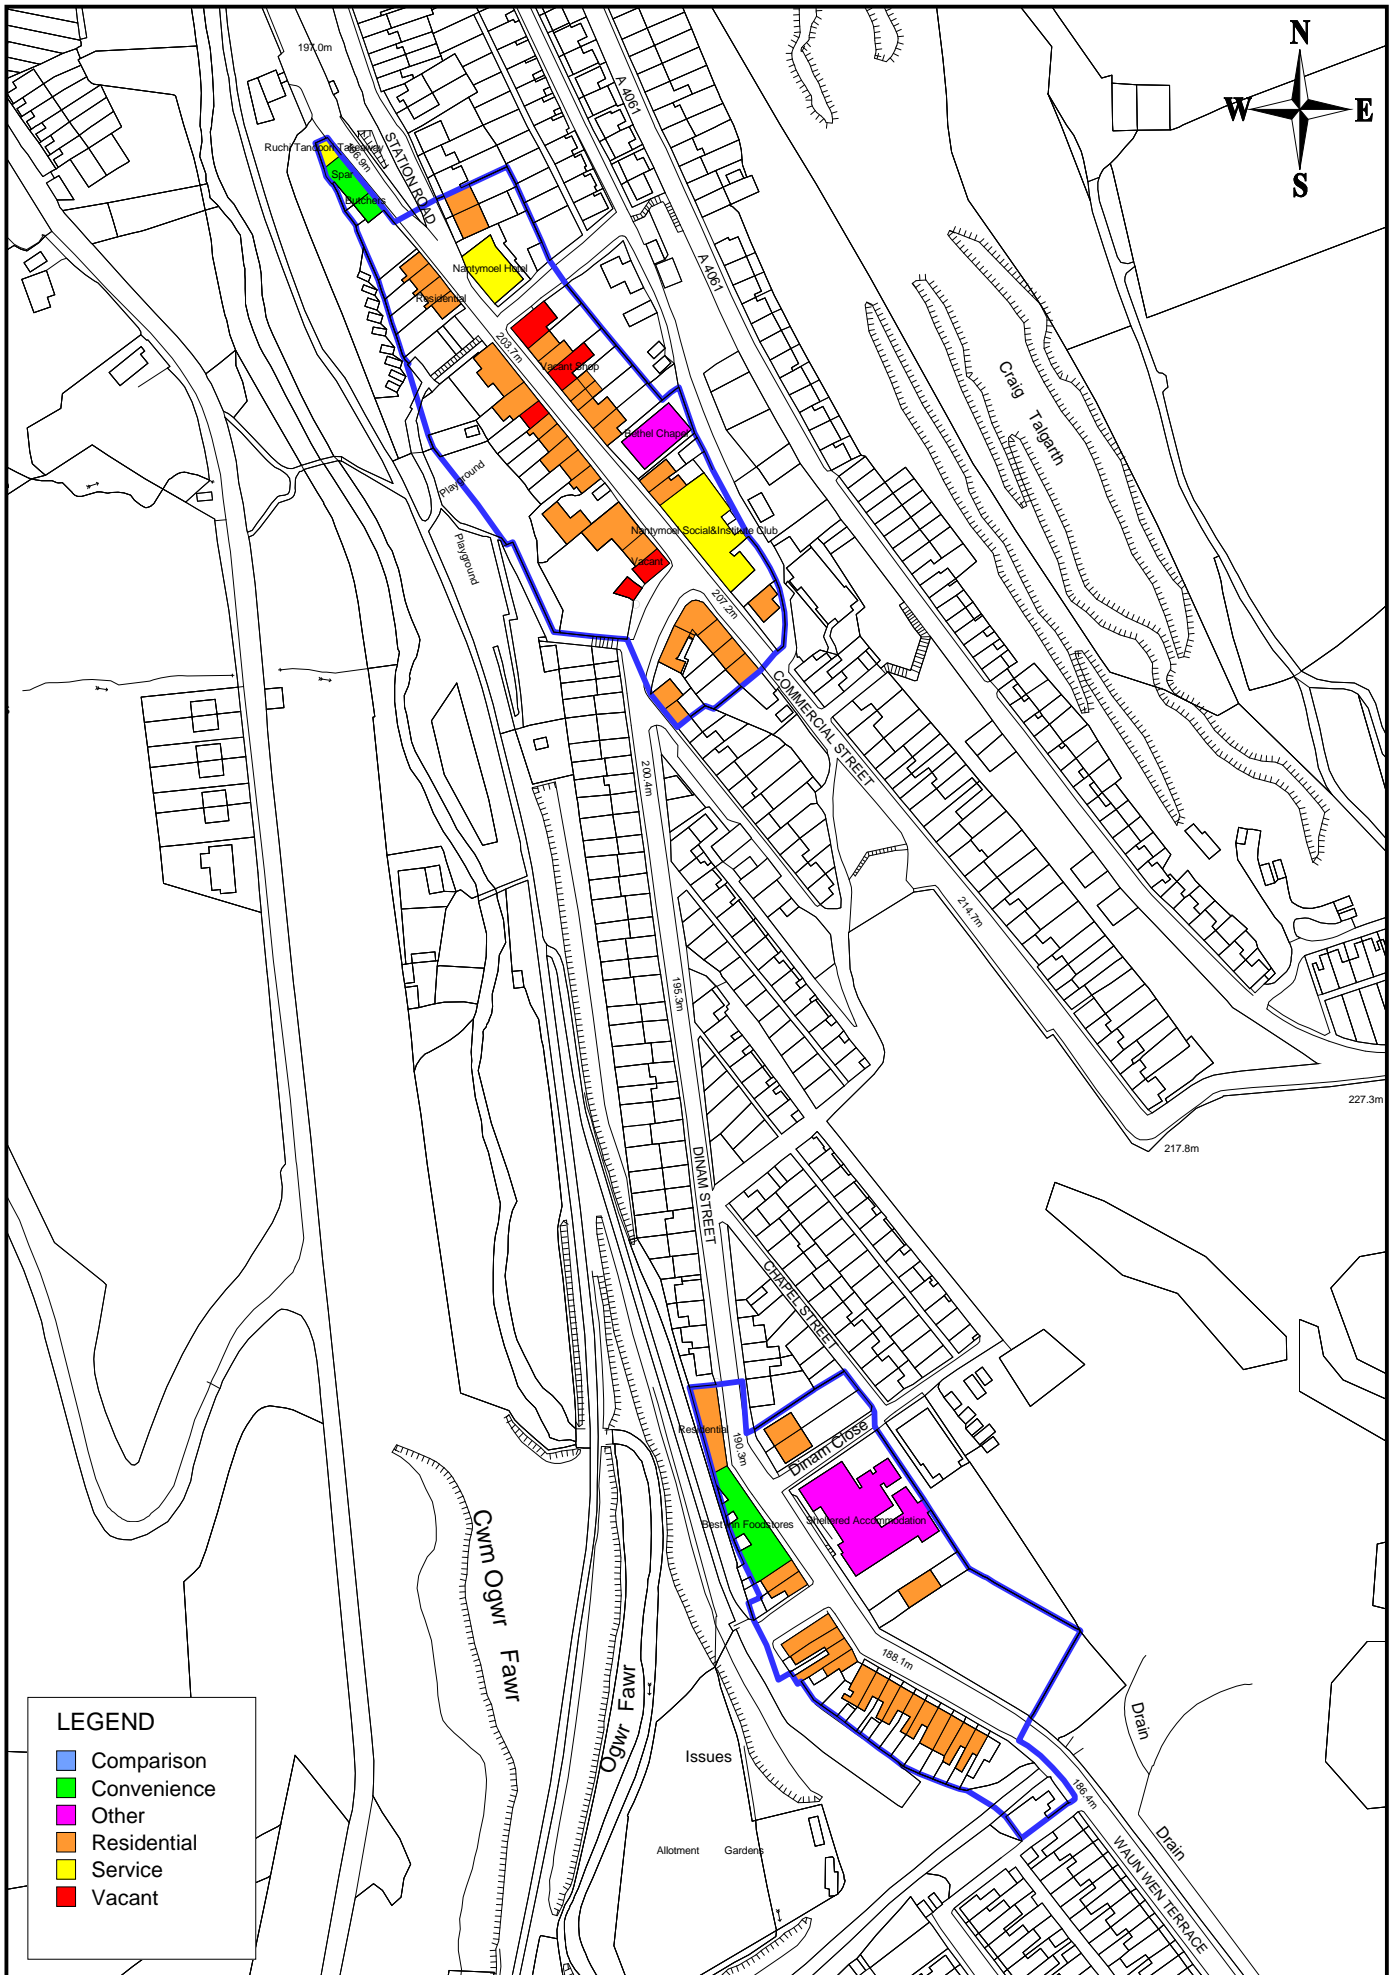 N
W E
S
197.0m
A 4061
STATION ROAD
Ruchi Tandoori Takeaway
Spar
Butchers
Nantymoel Hotel
A 4061
Residential
203.7m
Vacant Shop
Craig Talgarth
Bethel Chapel
Playground
Nantymoel Social&Institute Club
Playground
Vacant
207.2m
COMMERCIAL STREET
200.4m
214.7m
195.3m
227.3m
217.8m
DINAM STREET
CHAPEL STREET
Residential
190.3m
Dinam Close
Best Inn Foodstores
Sheltered Accommodation
Cwm Ogwr Fawr
Ogwr Fawr
188.1m
Drain
Issues
186.4m
Drain
Allotment Gardens
WAUN WEN TERRACE
LEGEND
Comparison
Convenience
Other
Residential
Service
Vacant